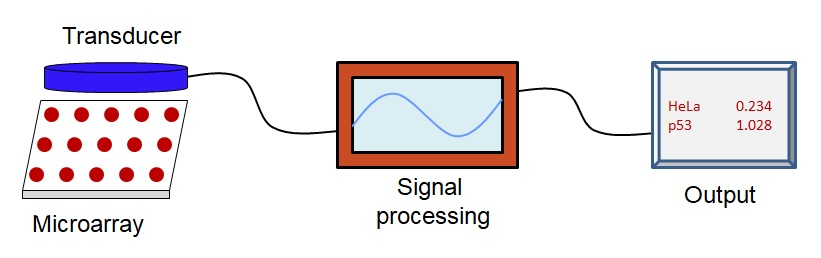 Transducer
Microarray
Signal
processing
HeLa 0.234
p53 1.028
Output